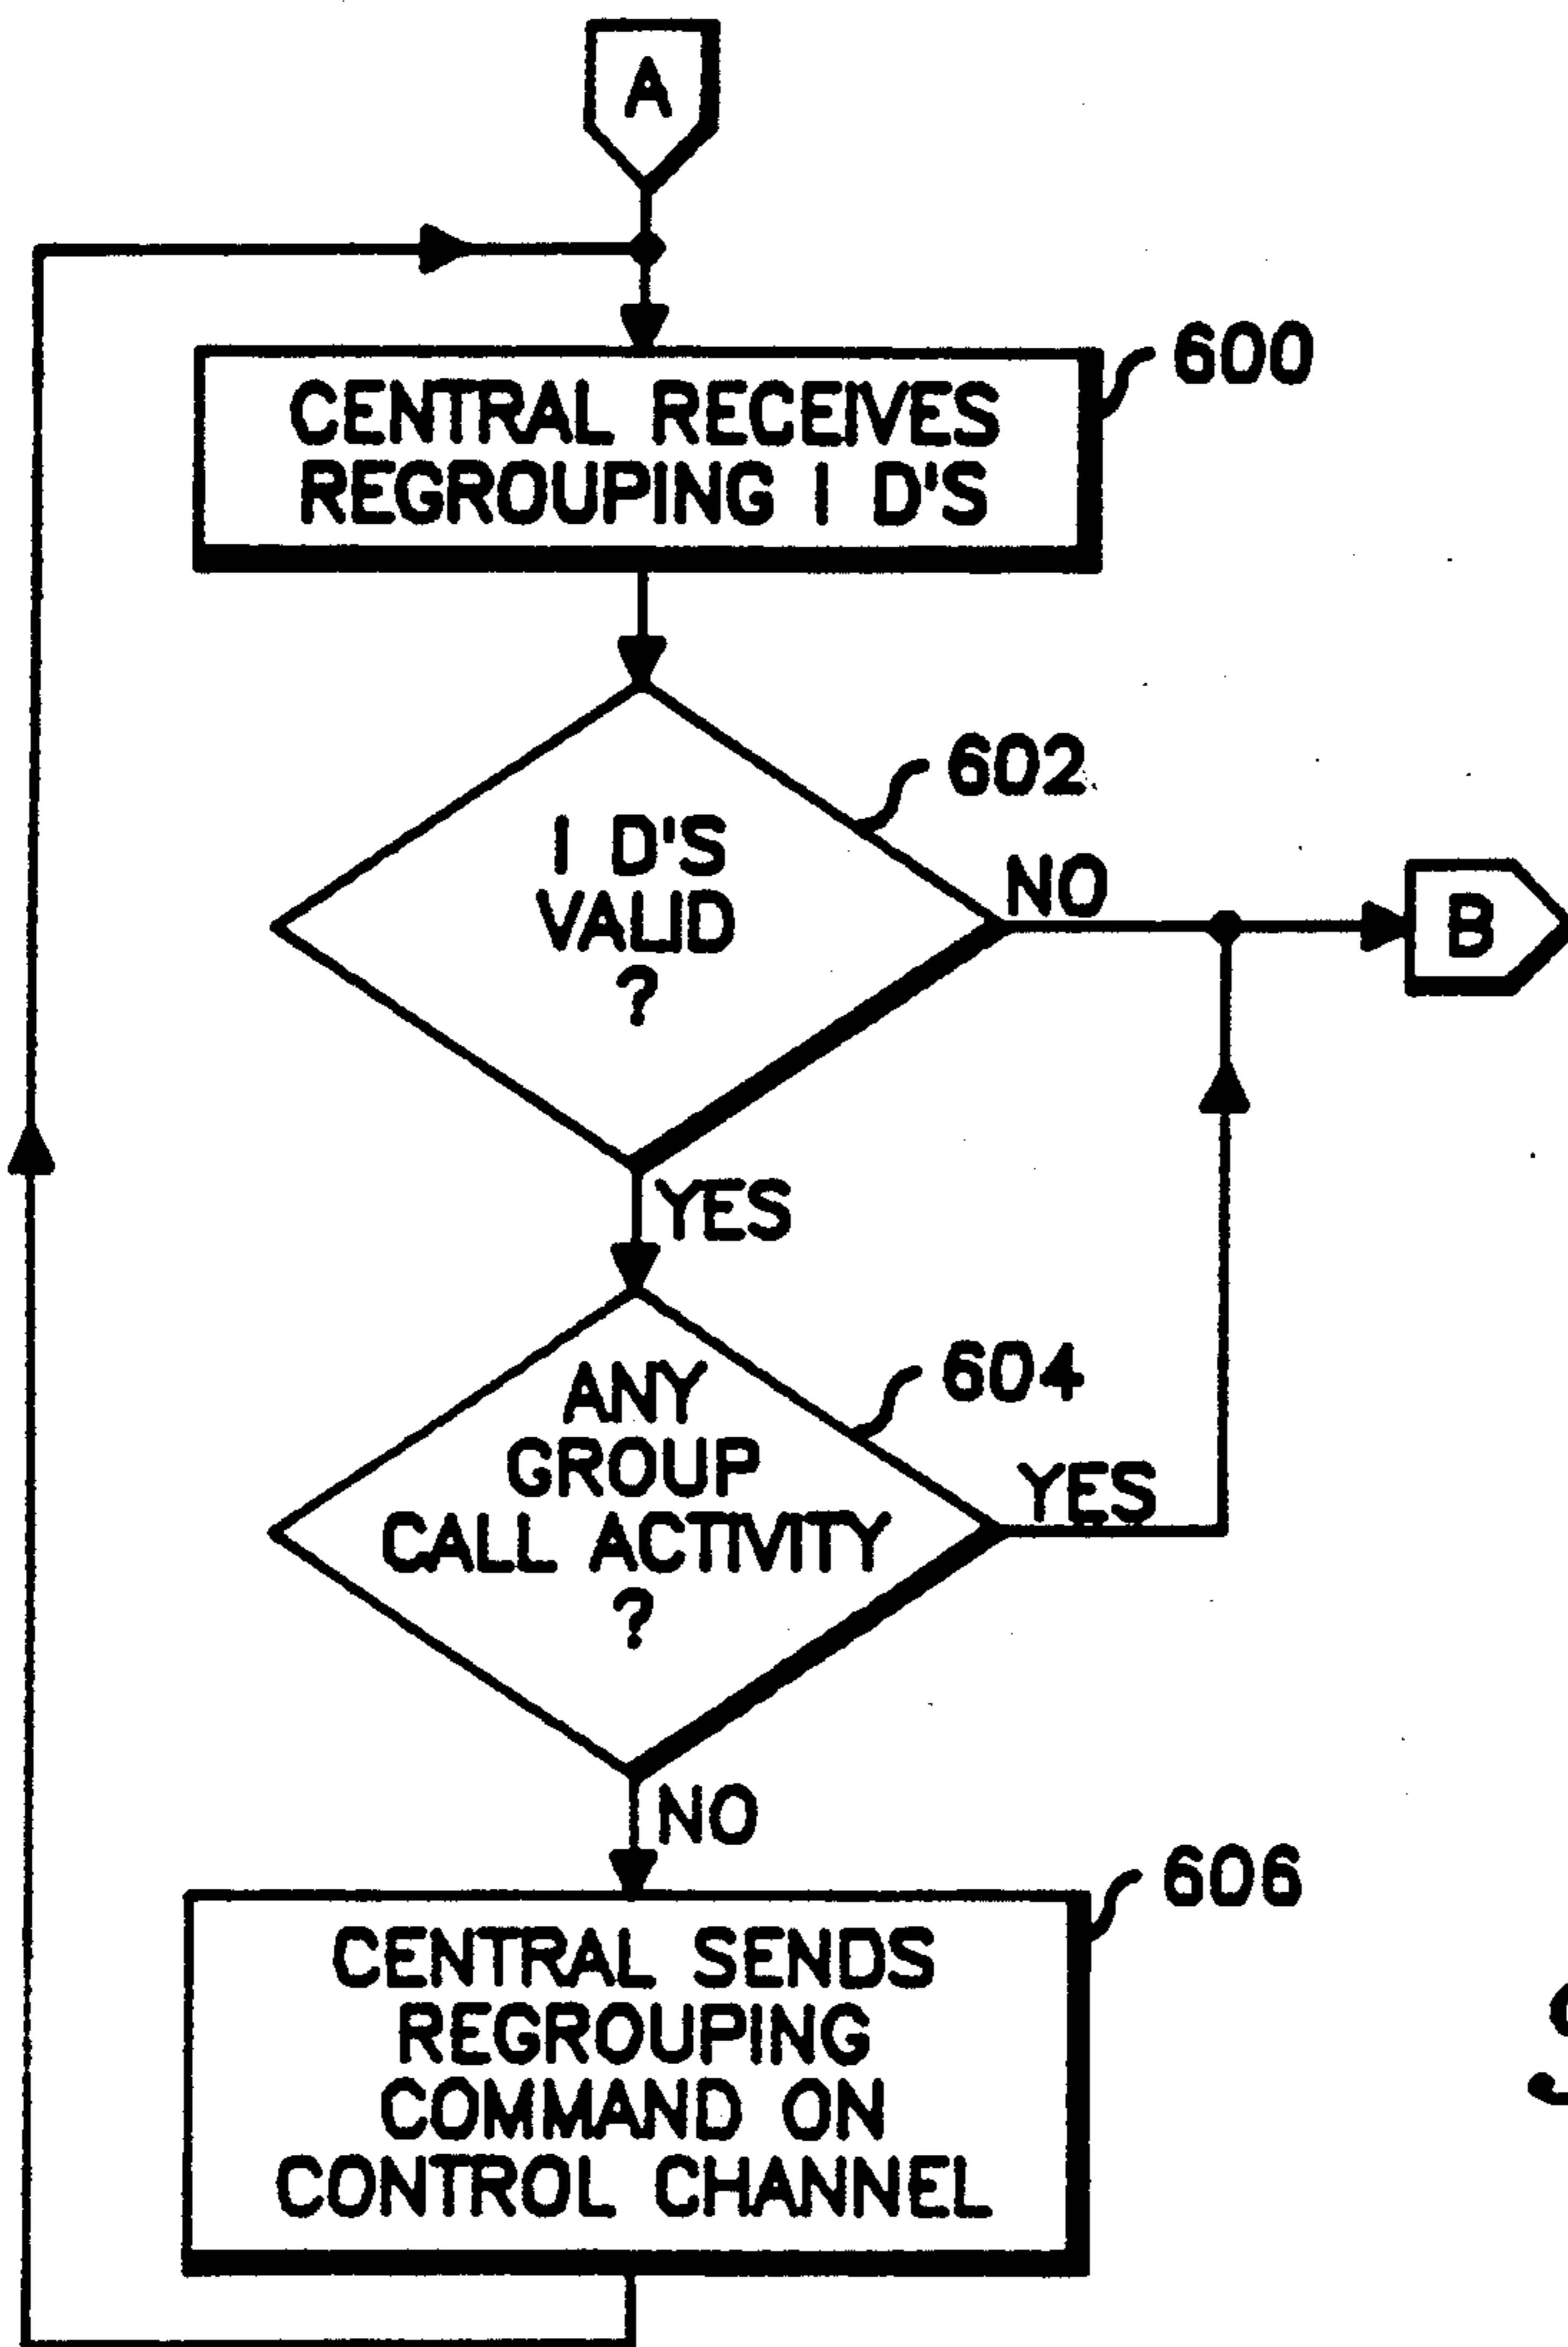 A
600
CENTRAL RECEIVES
REGROUPING I D'S
602
I D'S
VALID
?
NO
B
YES
604
ANY
GROUP
CALL ACTIVITY
?
YES
NO
606
CENTRAL SENDS
REGROUPING
COMMAND ON
CONTROL CHANNEL